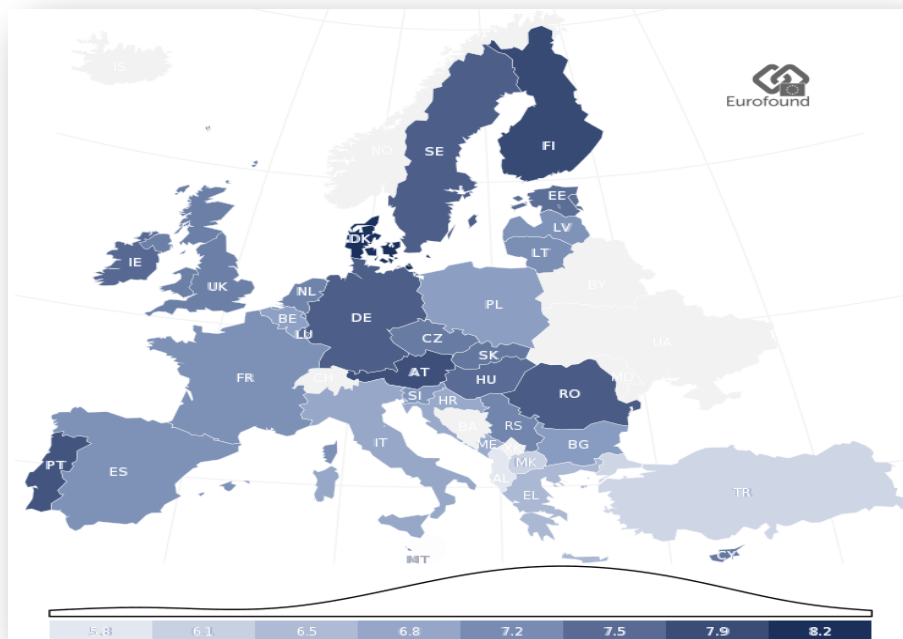 IS
Eurofound
NO
SE
FI
EE
DK
LV
IE
LT
UK
NL
BY
BE
PL
DE
LU
CZ
UA
SK
FR
CH
AT
HU
MD
SI
HR
RO
BA
RS
IT
ME
BG
PT
ES
MK
AL
TR
EL
CY
MT
5.8 6.1 6.5 6.8 7.2 7.5 7.9 8.2